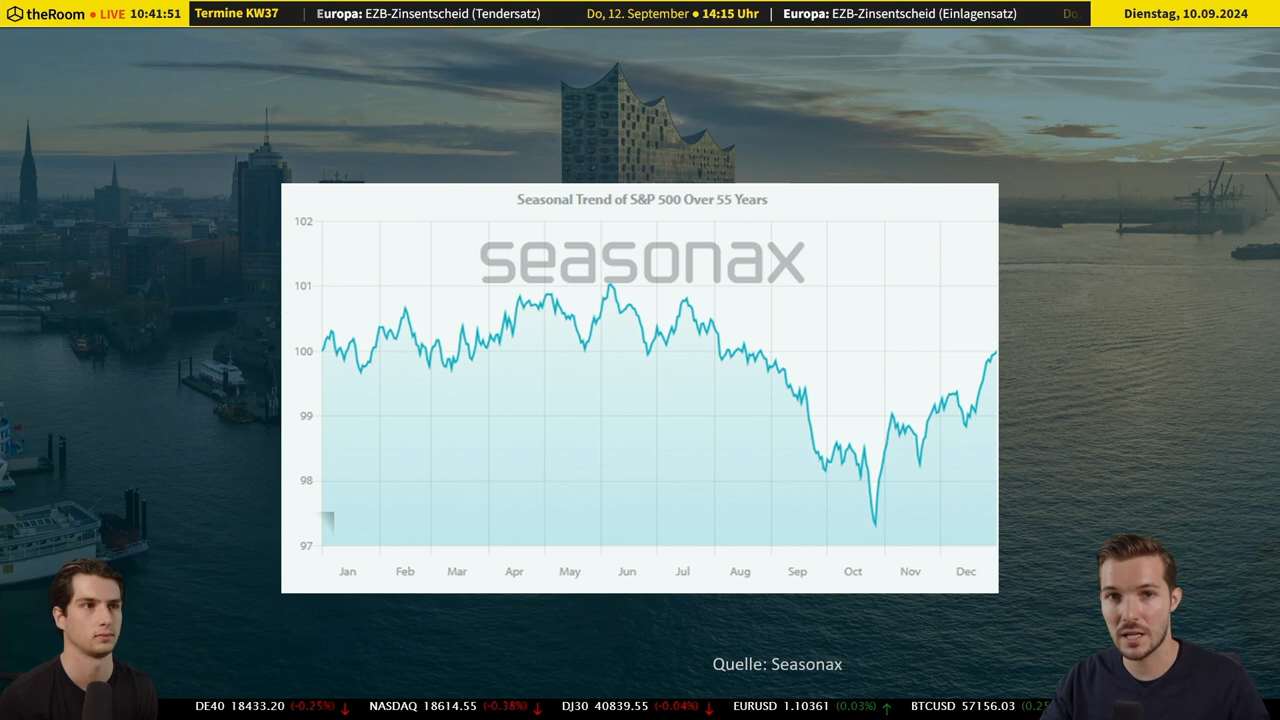 theRoom • LIVE 10:41:51
Termine KW37 | Europa: EZB-Zinsentscheid (Tendersatz) Do, 12. September • 14:15 Uhr | Europa: EZB-Zinsentscheid (Einlagensatz) Do,
Dienstag, 10.09.2024
Seasonal Trend of S&P 500 Over 55 Years
seasonax
102
101
100
99
98
97
Jan Feb Mar Apr May Jun Jul Aug Sep Oct Nov Dec
Quelle: Seasonax
DE40 18433.20 (-0.25%) ↓ NASDAQ 18614.55 (-0.38%) ↓ DJ30 40839.55 (-0.04%) ↓ EURUSD 1.10361 (0.03%) ↑ BTCUSD 57156.03 (0.25